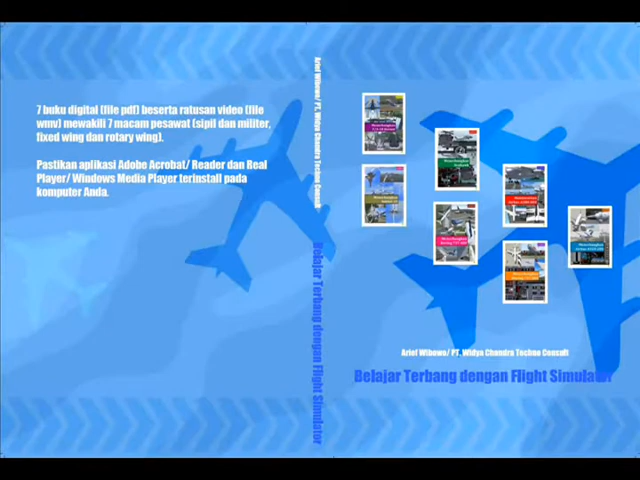 7 buku digital (file pdf) beserta ratusan video (file
wmv) mewakili 7 macam pesawat (sipil dan militer,
fixed wing dan rotary wing).
Pastikan aplikasi Adobe Acrobat/ Reader dan Real
Player/ Windows Media Player terinstall pada
komputer Anda.
Arief Wibowo/ PT. Widya Chandra Techno Consult
Belajar Terbang dengan Flight Simulator
Arief Wibowo/ PT. Widya Chandra Techno Consult
Belajar Terbang dengan Flight Simulator